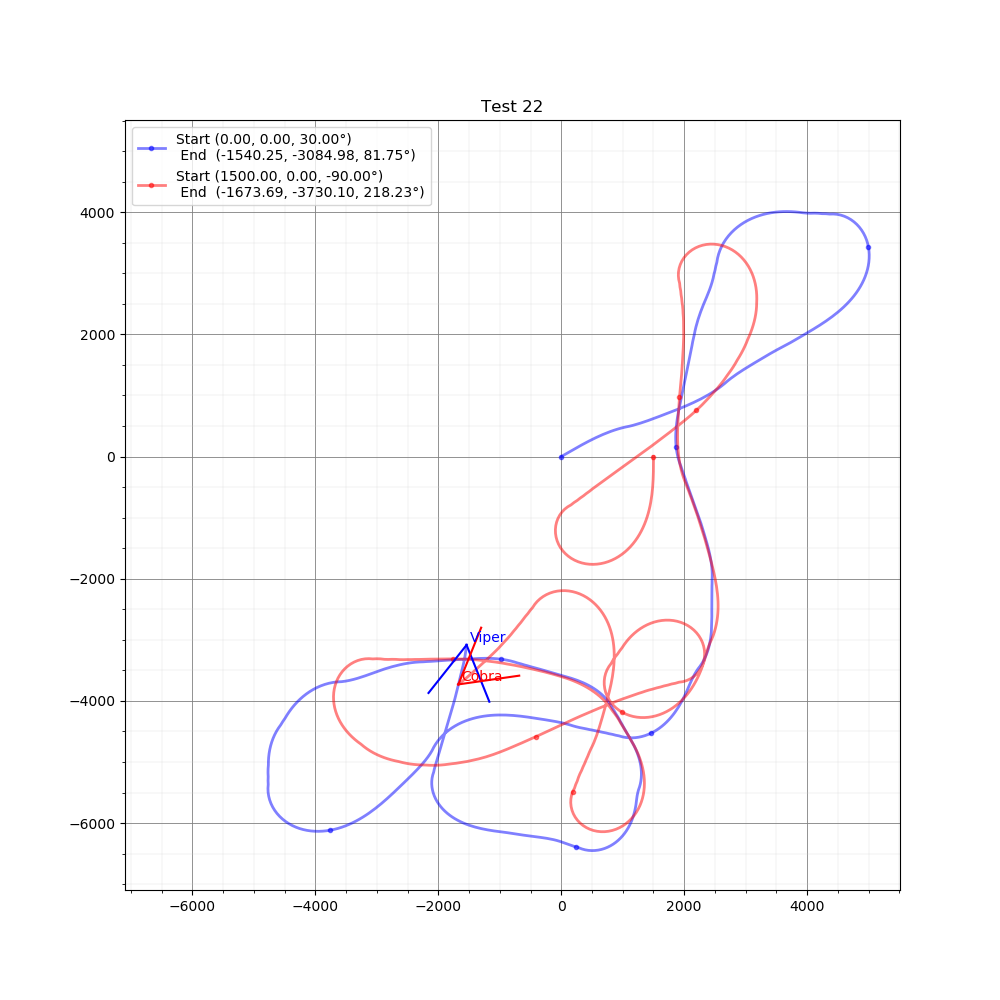 Test 22
Start (0.00, 0.00, 30.00°)
End (-1540.25, -3084.98, 81.75°)
Start (1500.00, 0.00, -90.00°)
End (-1673.69, -3730.10, 218.23°)
4000
2000
0
−2000
−4000
−6000
Viper
Cobra
−6000 −4000 −2000 0 2000 4000